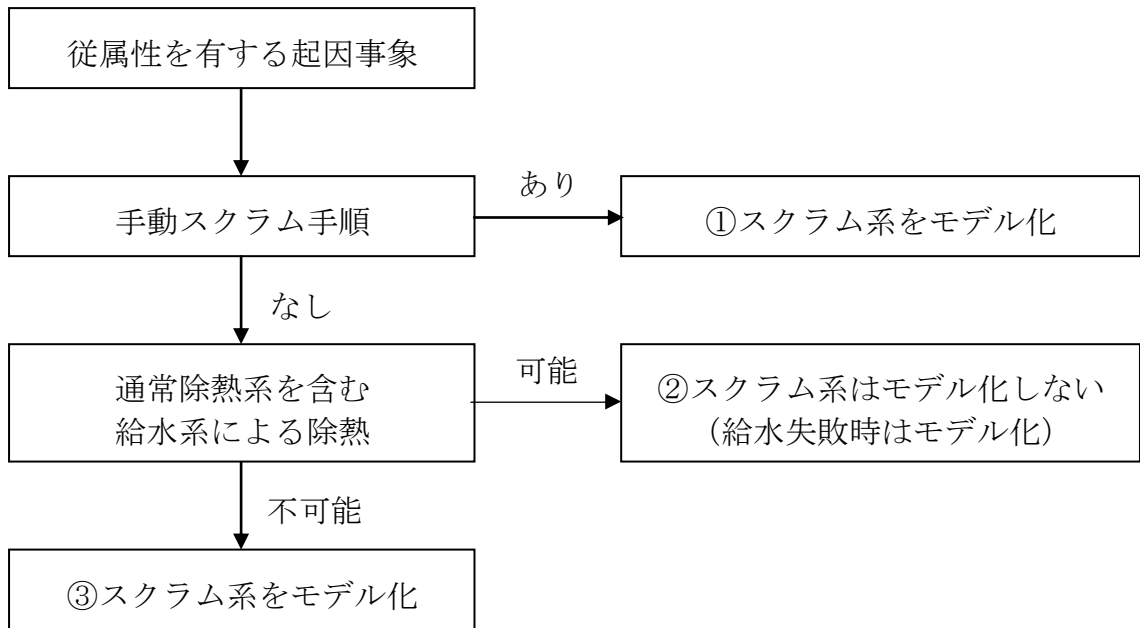 従属性を有する起因事象
手動スクラム手順
あり
①スクラム系をモデル化
なし
通常除熱系を含む
給水系による除熱
可能
②スクラム系はモデル化しない
（給水失敗時はモデル化）
不可能
③スクラム系をモデル化